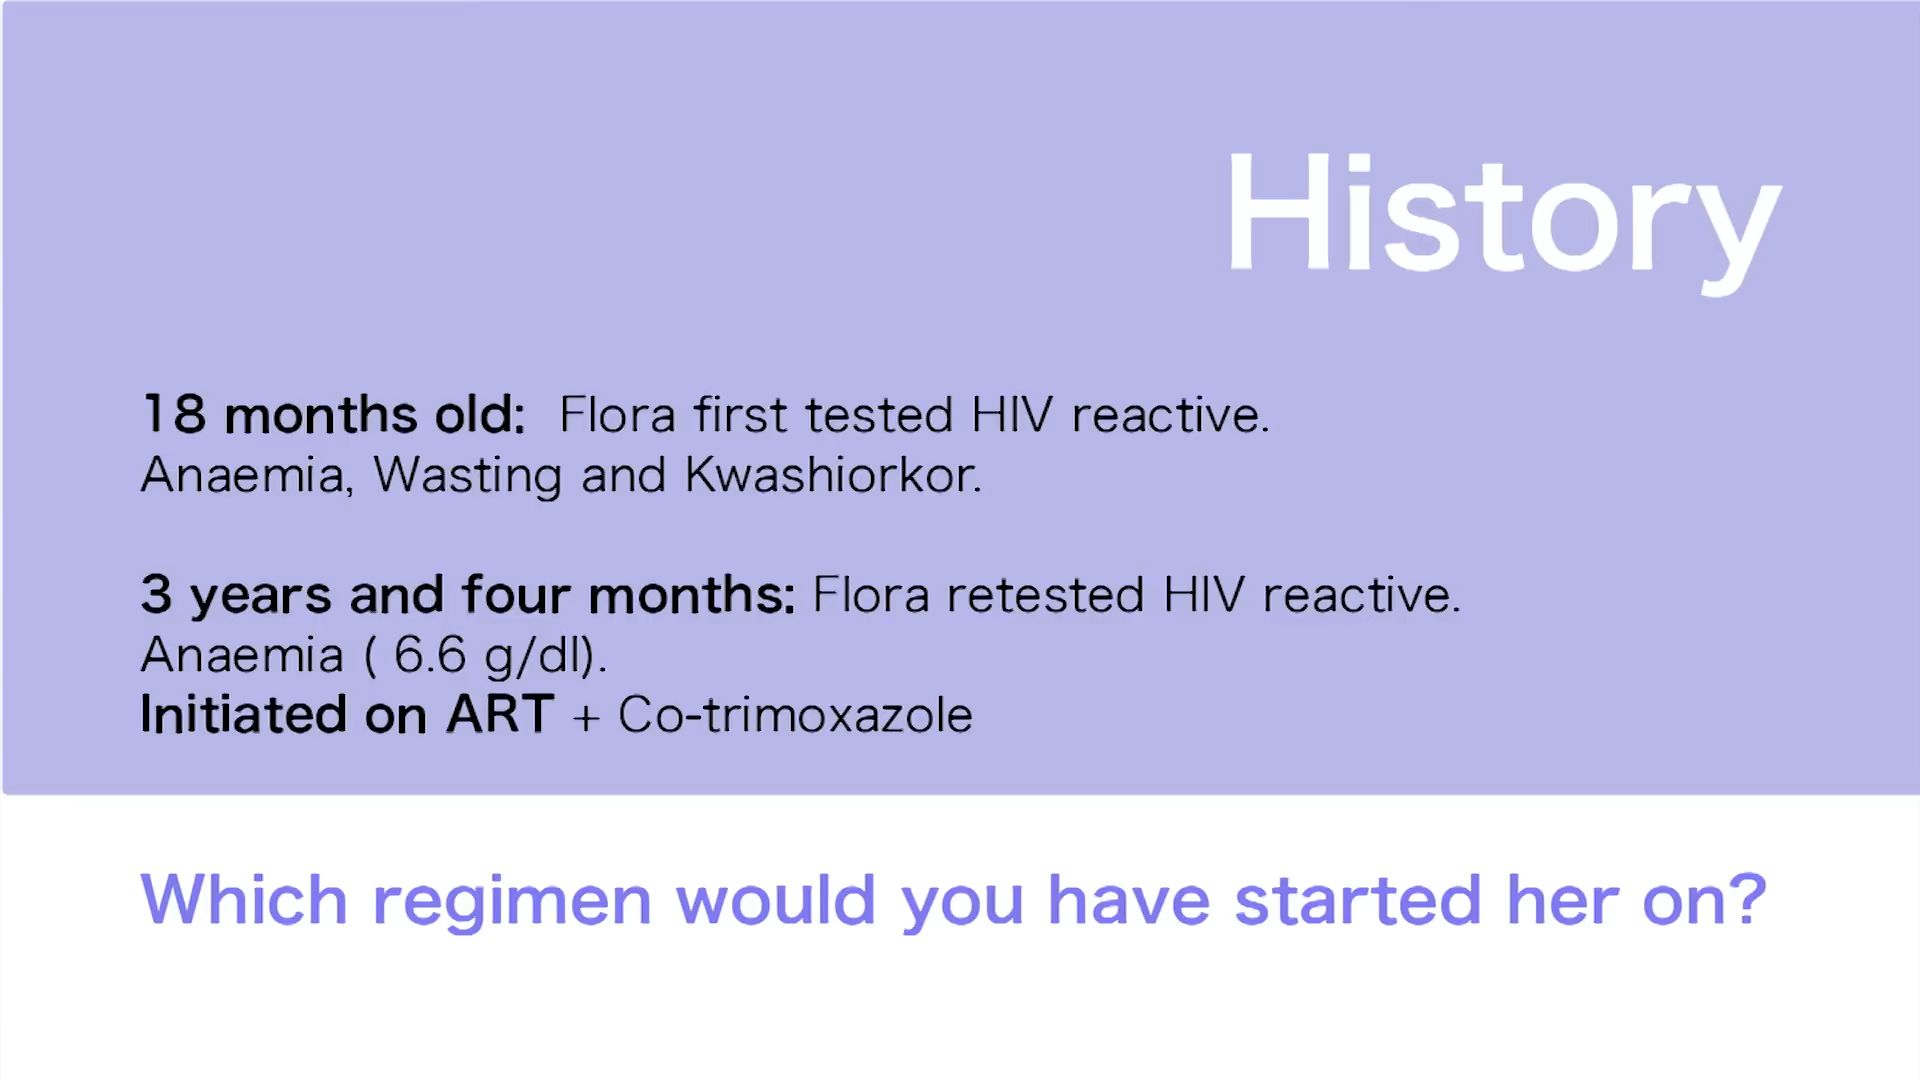 History
18 months old: Flora first tested HIV reactive.
Anaemia, Wasting and Kwashiorkor.
3 years and four months: Flora retested HIV reactive.
Anaemia ( 6.6 g/dl).
Initiated on ART + Co-trimoxazole
Which regimen would you have started her on?